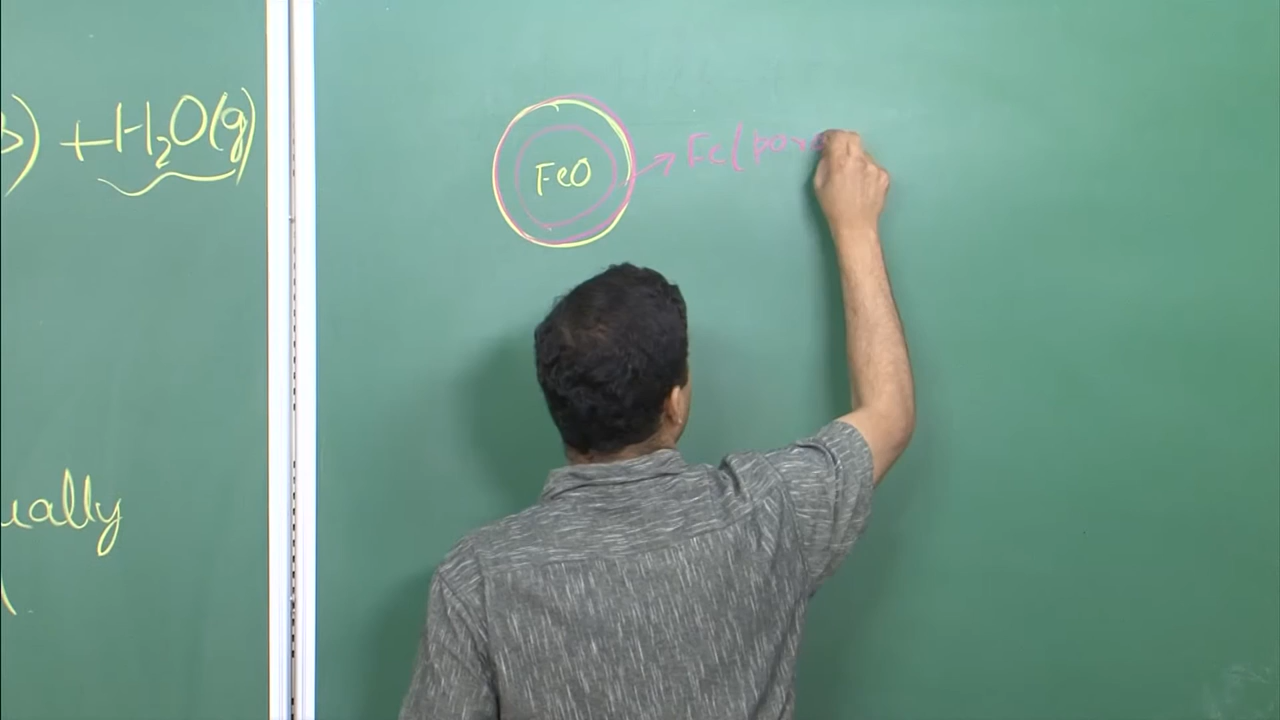 ) + H₂O(g)
ually
FeO
Fe(poro